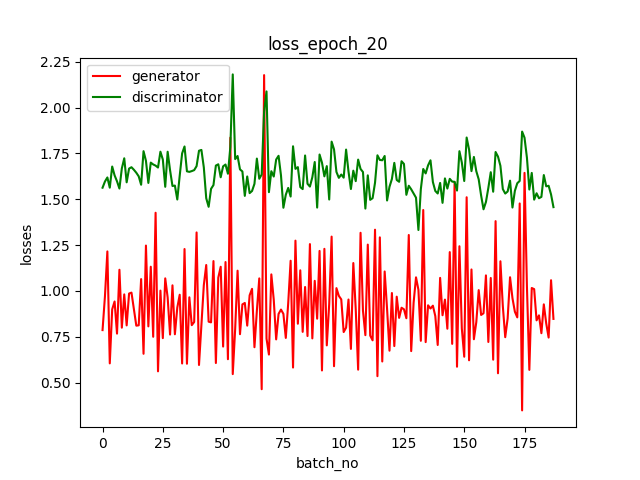 loss_epoch_20
2.25
2.00
1.75
1.50
1.25
1.00
0.75
0.50
losses
generator
discriminator
0 25 50 75 100 125 150 175
batch_no